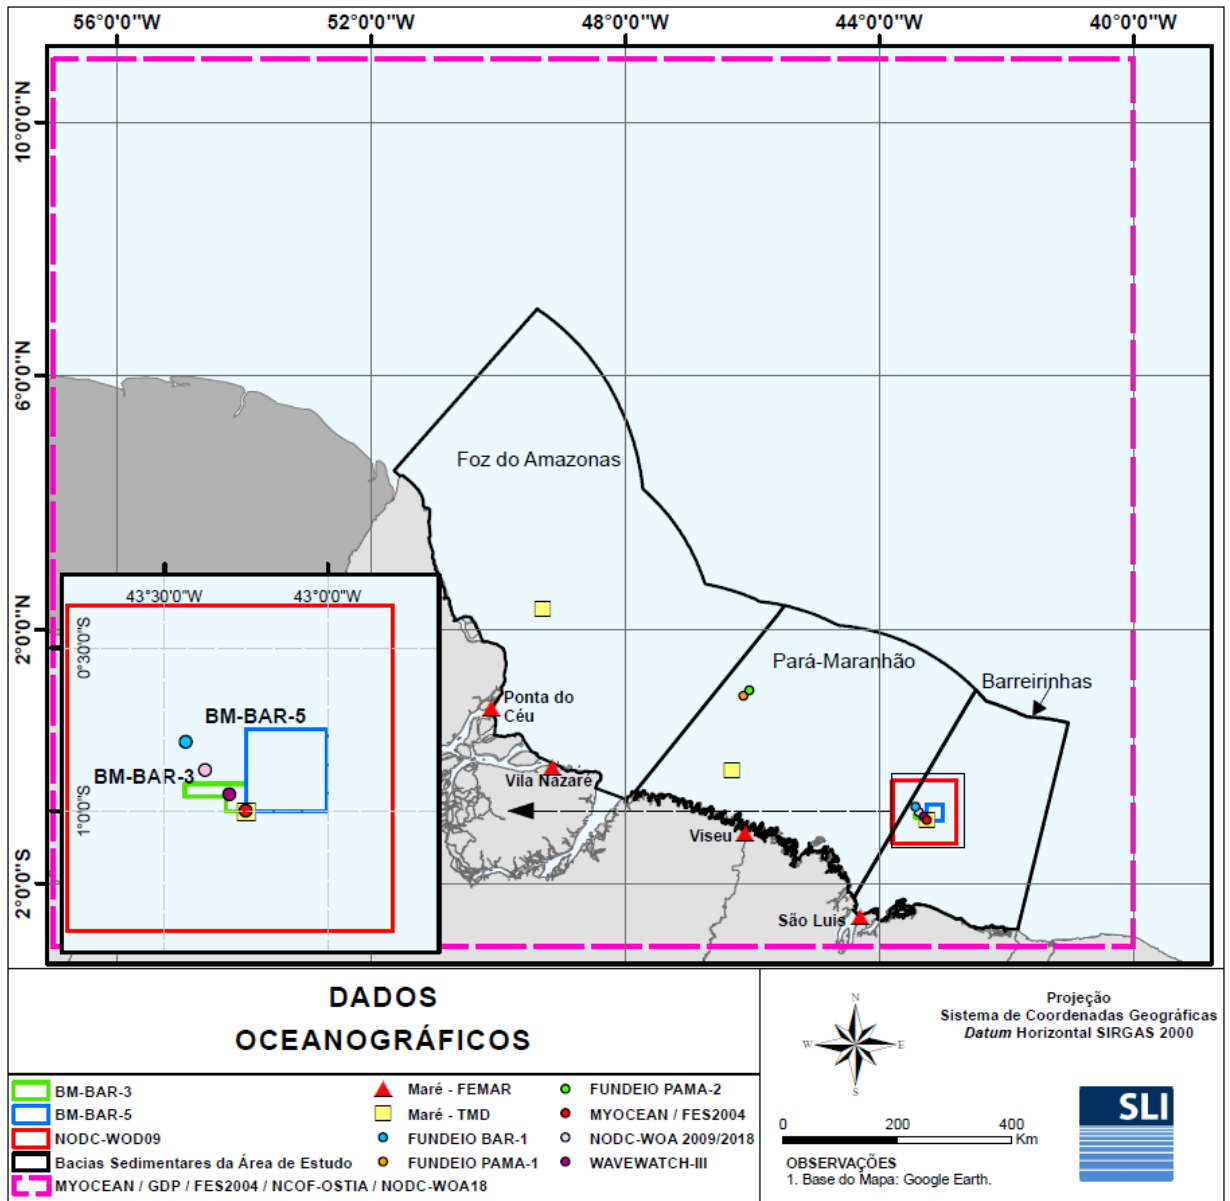 56°0'0"W 52°0'0"W 48°0'0"W 44°0'0"W 40°0'0"W
10°0'0"N
6°0'0"N
2°0'0"N
2°0'0"S
Foz do Amazonas
Pará-Maranhão
Barreirinhas
Ponta do
Céu
Vila Nazaré
Viseu
São Luis
43°30'0"W 43°0'0"W
0°30'0"S
1°0'0"S
BM-BAR-5
BM-BAR-3
DADOS
OCEANOGRÁFICOS
BM-BAR-3
BM-BAR-5
NODC-WOD09
Bacias Sedimentares da Área de Estudo
MYOCEAN / GDP / FES2004 / NCOF-OSTIA / NODC-WOA18
Maré - FEMAR
Maré - TMD
FUNDEIO BAR-1
FUNDEIO PAMA-1
FUNDEIO PAMA-2
MYOCEAN / FES2004
NODC-WOA 2009/2018
WAVEWATCH-III
N
W E
S
Projeção
Sistema de Coordenadas Geográficas
Datum Horizontal SIRGAS 2000
0 200 400
Km
OBSERVAÇÕES
1. Base do Mapa: Google Earth.
SLI